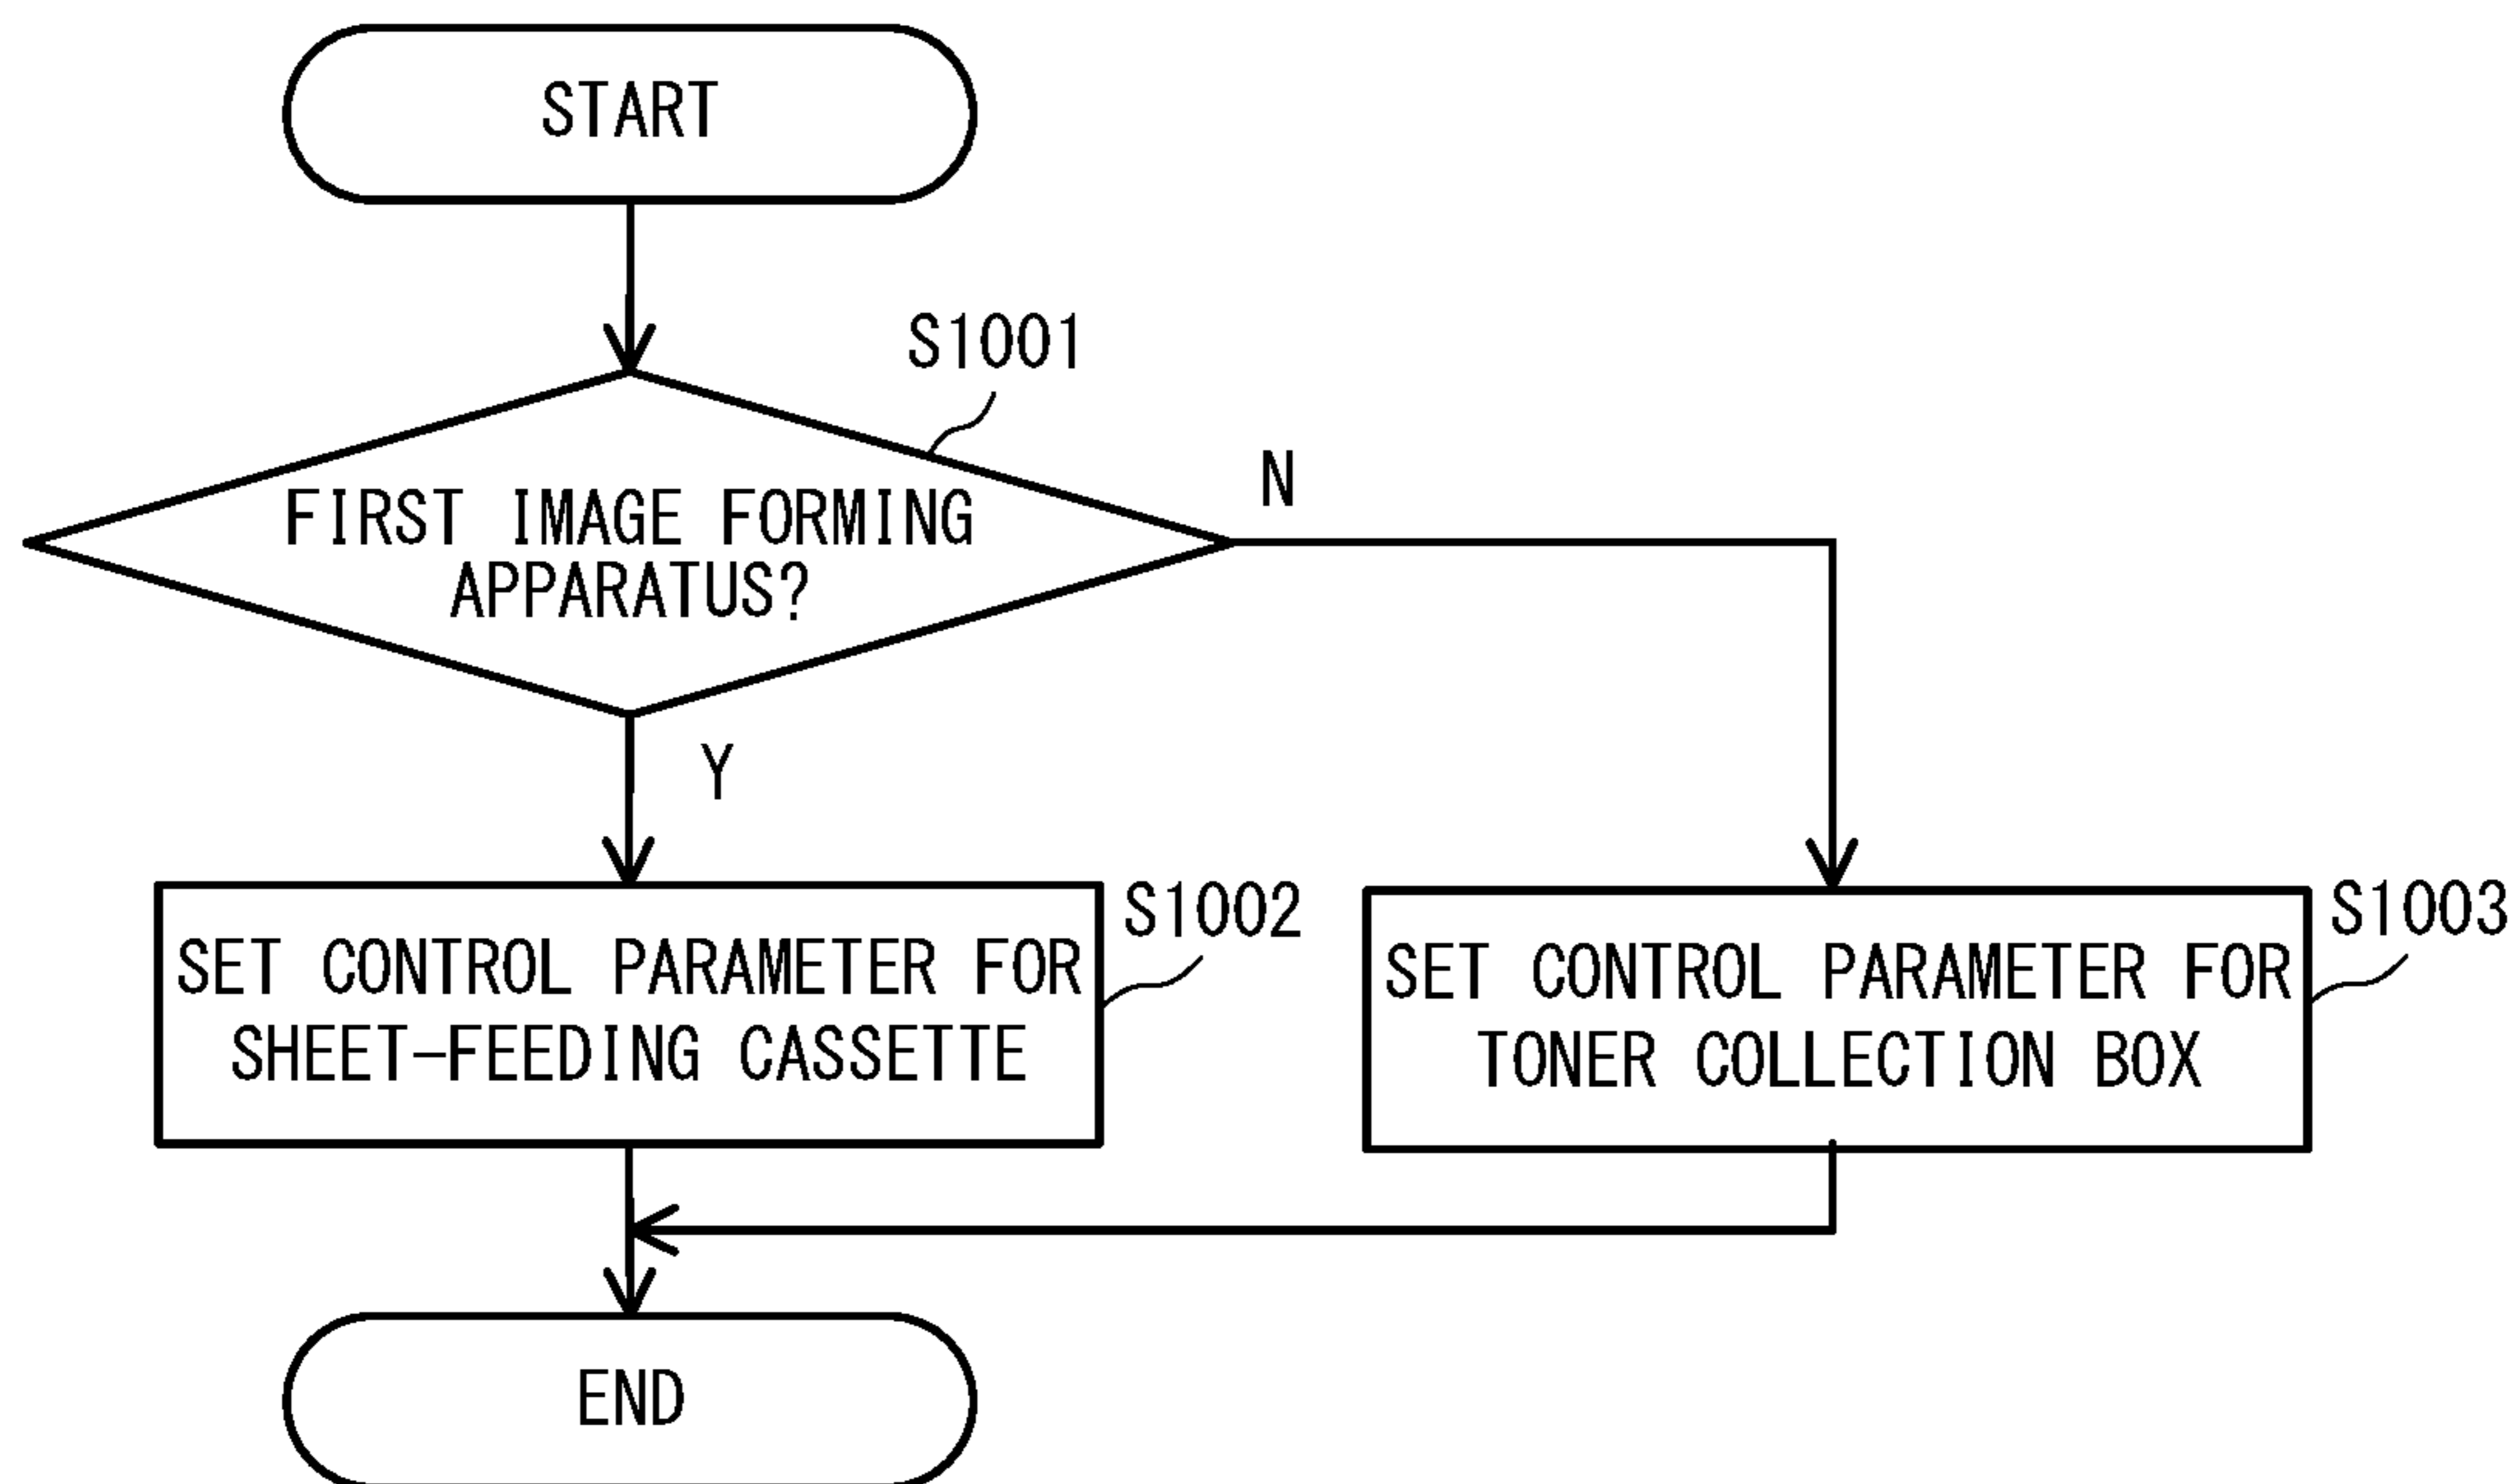 START
S1001
N
FIRST IMAGE FORMING
APPARATUS?
Y
S1002
SET CONTROL PARAMETER FOR
SHEET-FEEDING CASSETTE
S1003
SET CONTROL PARAMETER FOR
TONER COLLECTION BOX
END